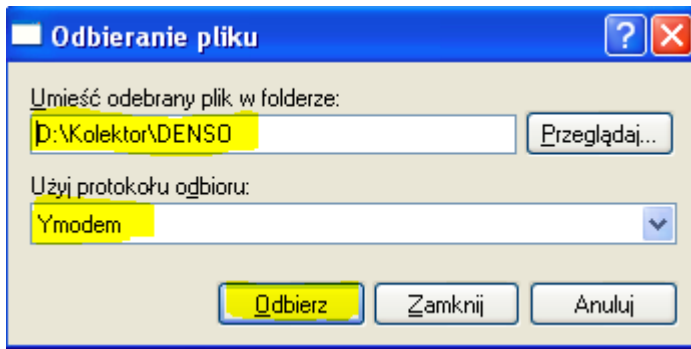 Odbieranie pliku
Umieść odebrany plik w folderze:
D:\Kolektor\DENSO
Przeglądaj...
Użyj protokołu odbioru:
Ymodem
Odbierz Zamknij Anuluj